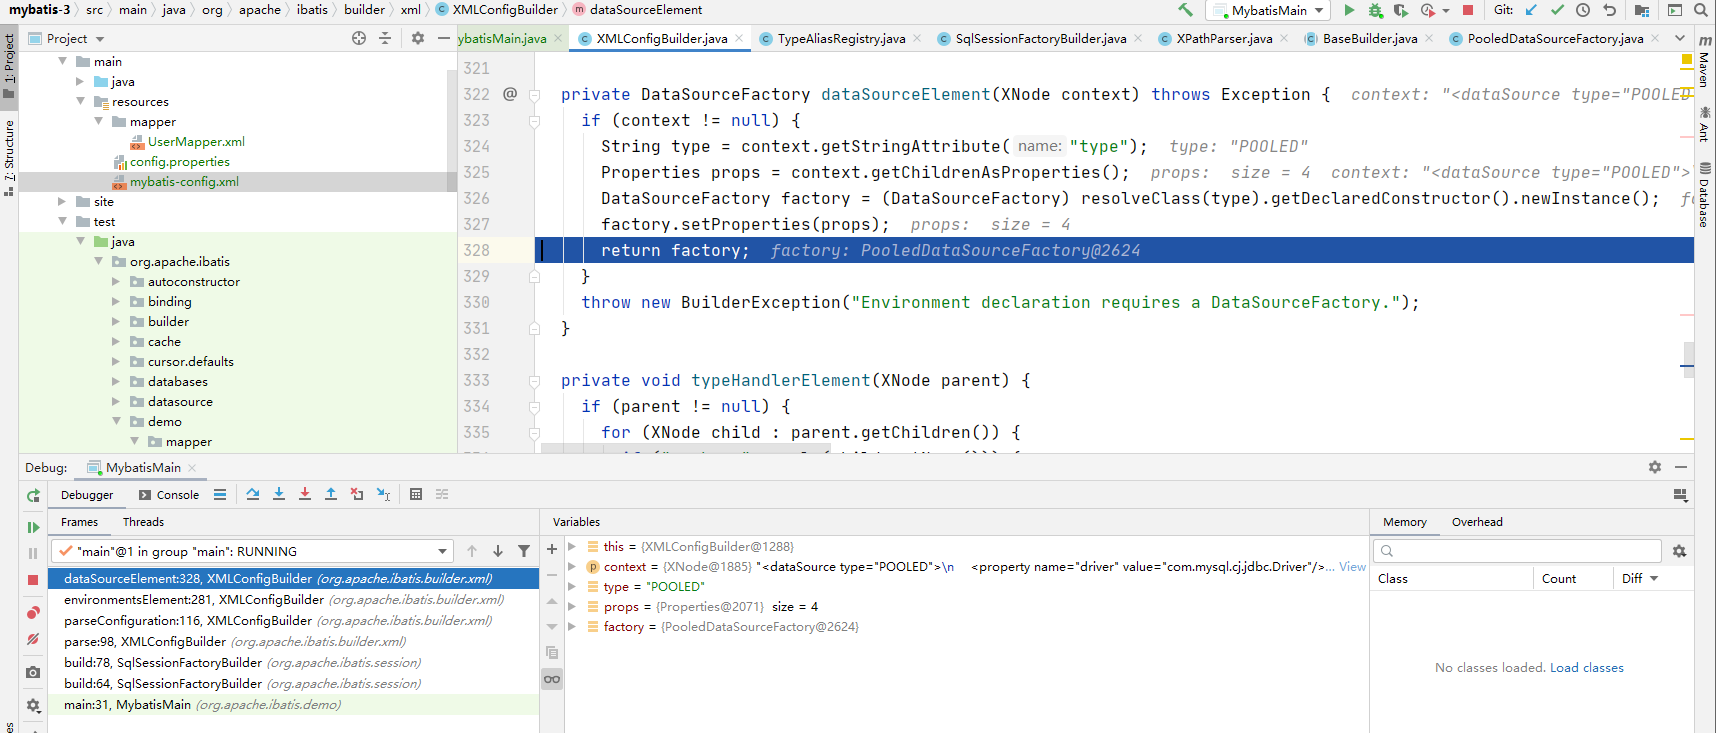 mybatis-3 〉 src 〉 main 〉 java 〉 org 〉 apache 〉 ibatis 〉 builder 〉 xml 〉 XMLConfigBuilder 〉 dataSourceElement
MybatisMain
Git:
1: Project
7: Structure
Project
ybatisMain.java
XMLConfigBuilder.java
TypeAliasRegistry.java
SqlSessionFactoryBuilder.java
XPathParser.java
BaseBuilder.java
PooledDataSourceFactory.java
Maven
Ant
Database
main
java
resources
mapper
UserMapper.xml
config.properties
mybatis-config.xml
site
test
java
org.apache.ibatis
autoconstructor
binding
builder
cache
cursor.defaults
databases
datasource
demo
mapper
321
322 @ private DataSourceFactory dataSourceElement(XNode context) throws Exception { context: "<dataSource type="POOLED
323 if (context != null) {
324 String type = context.getStringAttribute( name: "type"); type: "POOLED"
325 Properties props = context.getChildrenAsProperties(); props: size = 4 context: "<dataSource type="POOLED">
326 DataSourceFactory factory = (DataSourceFactory) resolveClass(type).getDeclaredConstructor().newInstance();
327 factory.setProperties(props); props: size = 4
328 return factory; factory: PooledDataSourceFactory@2624
329 }
330 throw new BuilderException("Environment declaration requires a DataSourceFactory.");
331 }
332
333 private void typeHandlerElement(XNode parent) {
334 if (parent != null) {
335 for (XNode child : parent.getChildren()) {
Debug: MybatisMain
Debugger Console
Frames Threads
"main"@1 in group "main": RUNNING
dataSourceElement:328, XMLConfigBuilder (org.apache.ibatis.builder.xml)
environmentsElement:281, XMLConfigBuilder (org.apache.ibatis.builder.xml)
parseConfiguration:116, XMLConfigBuilder (org.apache.ibatis.builder.xml)
parse:98, XMLConfigBuilder (org.apache.ibatis.builder.xml)
build:78, SqlSessionFactoryBuilder (org.apache.ibatis.session)
build:64, SqlSessionFactoryBuilder (org.apache.ibatis.session)
main:31, MybatisMain (org.apache.ibatis.demo)
Variables
this = {XMLConfigBuilder@1288}
context = {XNode@1885} "<dataSource type="POOLED">\n <property name="driver" value="com.mysql.cj.jdbc.Driver"/>... View
type = "POOLED"
props = {Properties@2071} size = 4
factory = {PooledDataSourceFactory@2624}
Memory Overhead
Class Count Diff
No classes loaded. Load classes